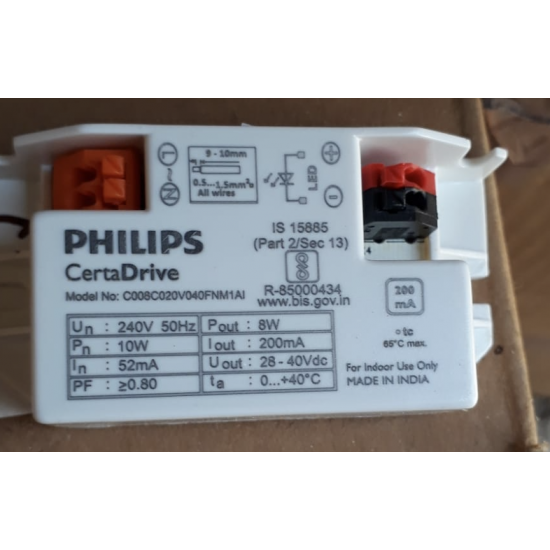 L
N
9 - 10mm
0.5...1,5mm²
All wires
LED
PHILIPS
CertaDrive
Model No: C008C020V040FNM1AI
IS 15885
(Part 2/Sec 13)
R-85000434
www.bis.gov.in
200
mA
tc
65°C max.
Un : 240V 50Hz
Pn : 10W
In : 52mA
PF : ≥0.80
Pout : 8W
Iout : 200mA
Uout : 28 - 40Vdc
ta : 0...+40°C
For Indoor Use Only
MADE IN INDIA
4